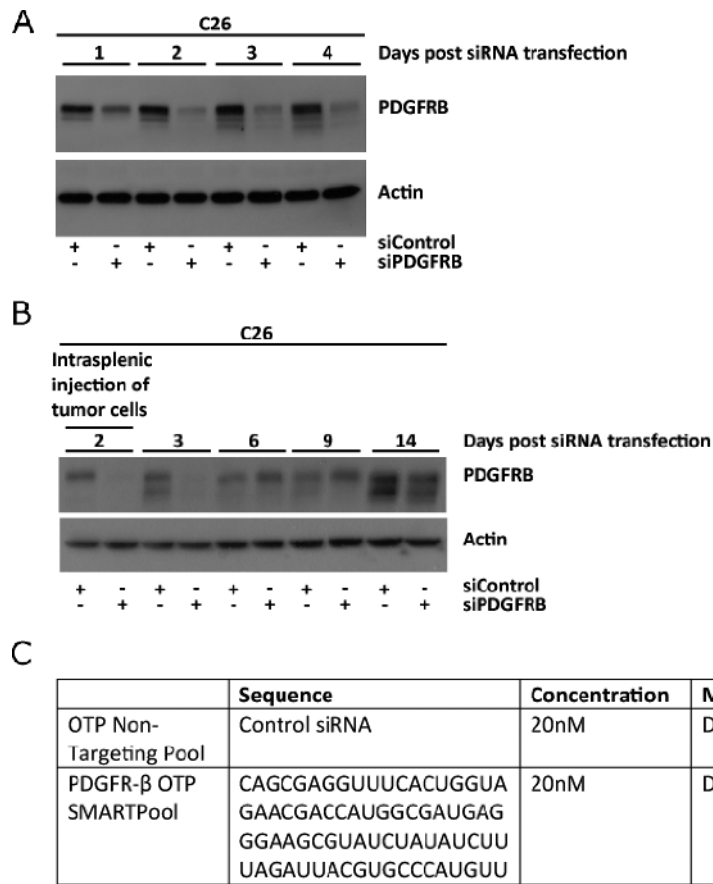 A
C26
1 2 3 4 Days post siRNA transfection
PDGFRB
Actin
+ - + - + - + - siControl
- + - + - + - + siPDGFRB
B
C26
Intrasplenic
injection of
tumor cells
2 3 6 9 14 Days post siRNA transfection
PDGFRB
Actin
+ - + - + - + - + - siControl
- + - + - + - + - + siPDGFRB
C
Sequence Concentration
OTP Non- Control siRNA 20nM D
Targeting Pool
PDGFR-β OTP CAGCGAGGUUUCACUGGUA 20nM D
SMARTPool GAACGACCAUGGCGAUGAG
GGAAGCGUAUCUAUAUCUU
UAGAUUACGUGCCCAUGUU